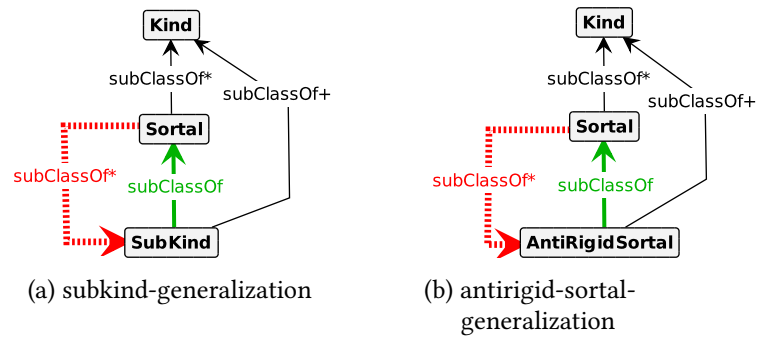 Kind
subClassOf*
subClassOf+
Sortal
subClassOf*
subClassOf
SubKind
(a) subkind-generalization
Kind
subClassOf*
subClassOf+
Sortal
subClassOf*
subClassOf
AntiRigidSortal
(b) antirigid-sortal-
generalization